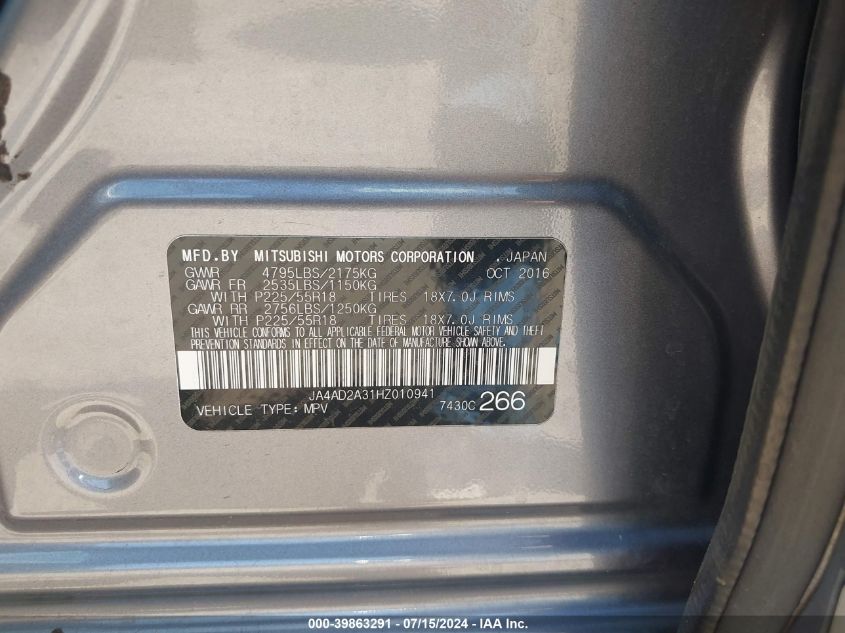 MFD.BY MITSUBISHI MOTORS CORPORATION , JAPAN
GVWR 4795LBS/2175KG OCT 2016
GAWR FR 2535LBS/1150KG
WITH P225/55R18 TIRES 18X7.0J RIMS
GAWR RR 2756LBS/1250KG
WITH P225/55R18 TIRES 18X7.0J RIMS
THIS VEHICLE CONFORMS TO ALL APPLICABLE FEDERAL MOTOR VEHICLE SAFETY AND THEFT
PREVENTION STANDARDS IN EFFECT ON THE DATE OF MANUFACTURE SHOWN ABOVE.
JA4AD2A31HZ010941
VEHICLE TYPE: MPV 7430C 266
000-39863291 - 07/15/2024 - IAA Inc.